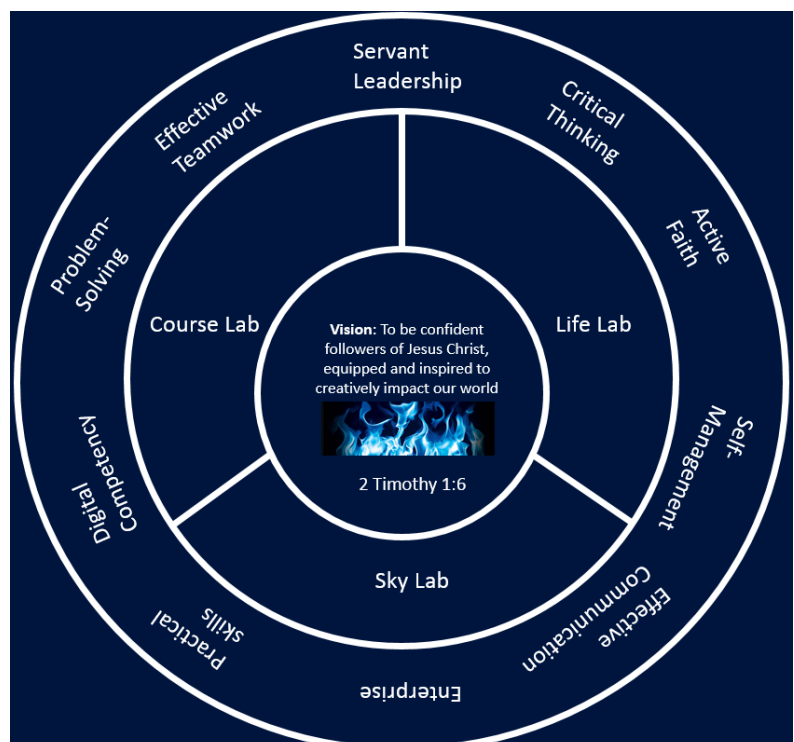 Servant
Leadership
Critical
Thinking
Active
Faith
Self-
Management
Effective
Communication
Enterprise
Practical
skills
Digital
Competency
Problem-
Solving
Effective
Teamwork
Course Lab
Life Lab
Sky Lab
Vision: To be confident
followers of Jesus Christ,
equipped and inspired to
creatively impact our world
2 Timothy 1:6